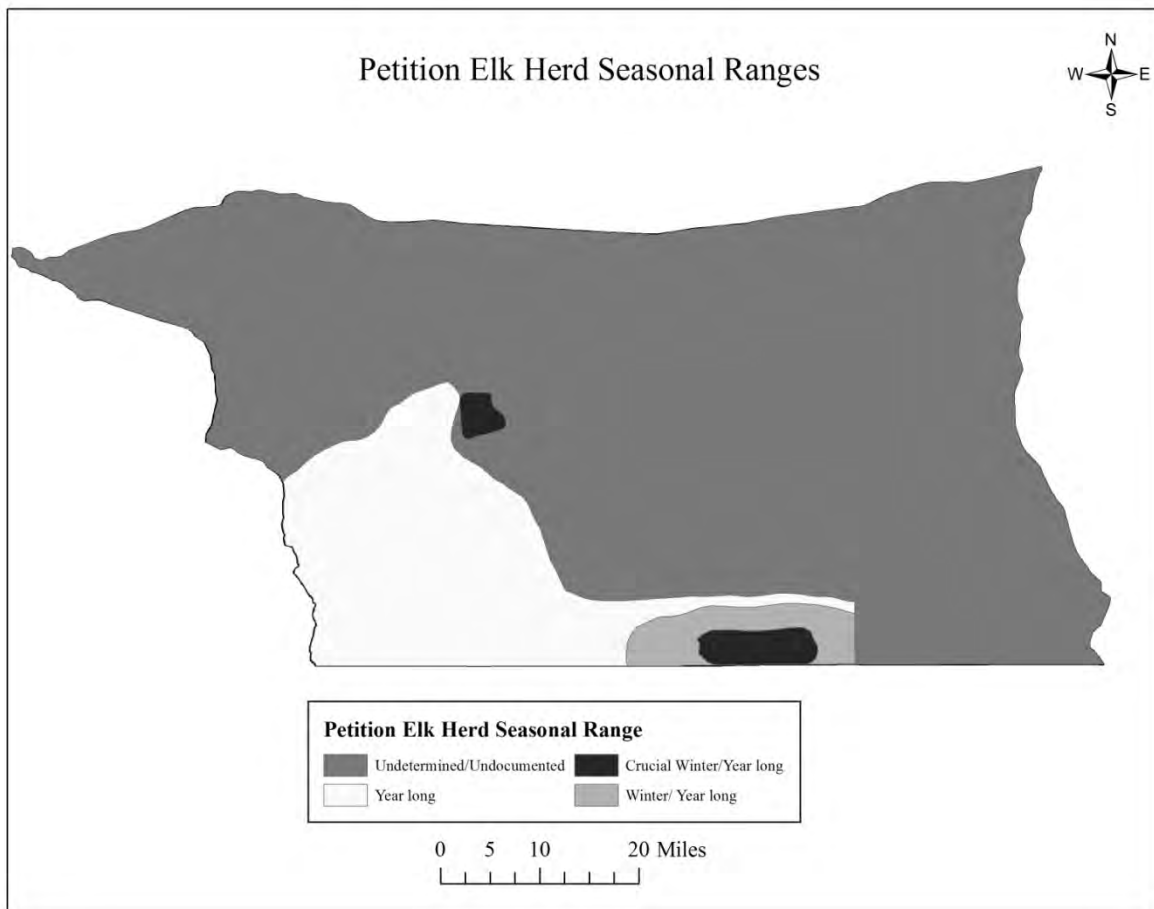 Petition Elk Herd Seasonal Ranges
N
W E
S
Petition Elk Herd Seasonal Range
Undetermined/Undocumented Crucial Winter/Year long
Year long Winter/ Year long
0 5 10 20 Miles